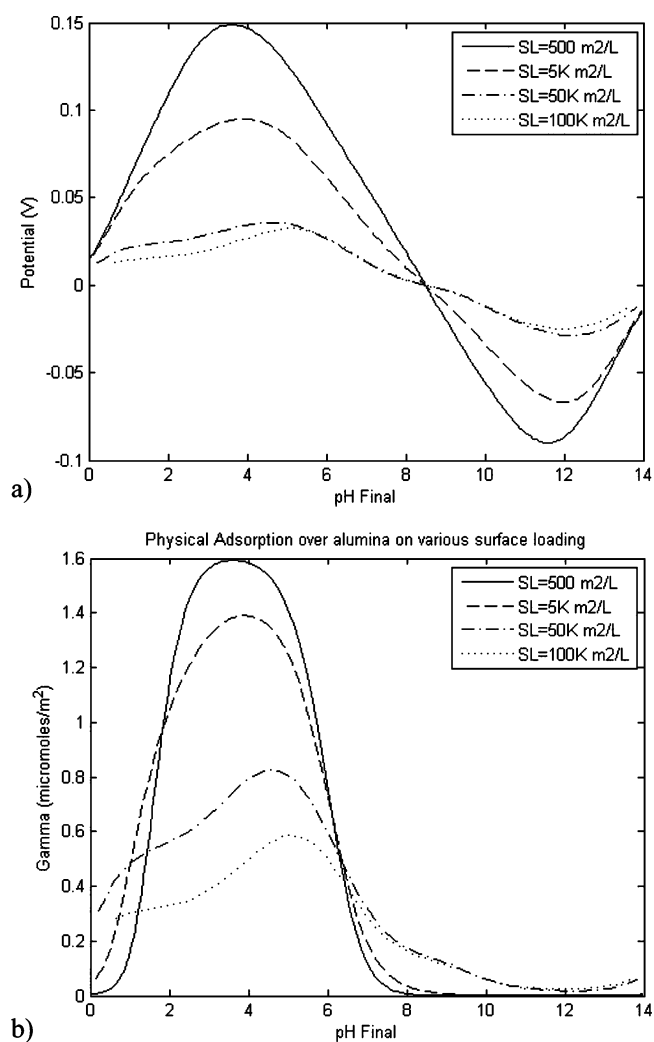 0.15
0.1
0.05
0
-0.05
-0.1
Potential (V)
SL=500 m2/L
SL=5K m2/L
SL=50K m2/L
SL=100K m2/L
0 2 4 6 8 10 12 14
pH Final
a)
Physical Adsorption over alumina on various surface loading
1.6
1.4
1.2
1
0.8
0.6
0.4
0.2
0
Gamma (micromoles/m²)
SL=500 m2/L
SL=5K m2/L
SL=50K m2/L
SL=100K m2/L
0 2 4 6 8 10 12 14
pH Final
b)